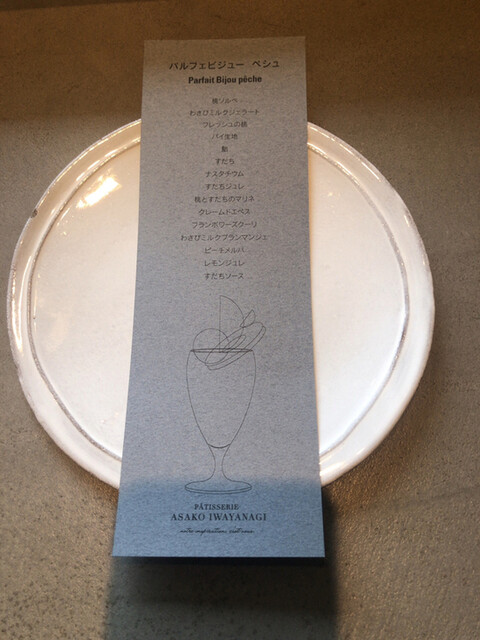 パルフェビジュー ペシュ
Parfait Bijou pêche
桃ソルベ
わさびミルクジェラート
フレッシュの桃
パイ生地
すだち
ナスタチウム
すだちジュレ
桃とすだちのマリネ
クレームドエペス
フランボワーズクーリ
わさびミルクブランマンジェ
ピーチメルバ
レモンジュレ
すだちソース
PÂTISSERIE
ASAKO IWAYANAGI